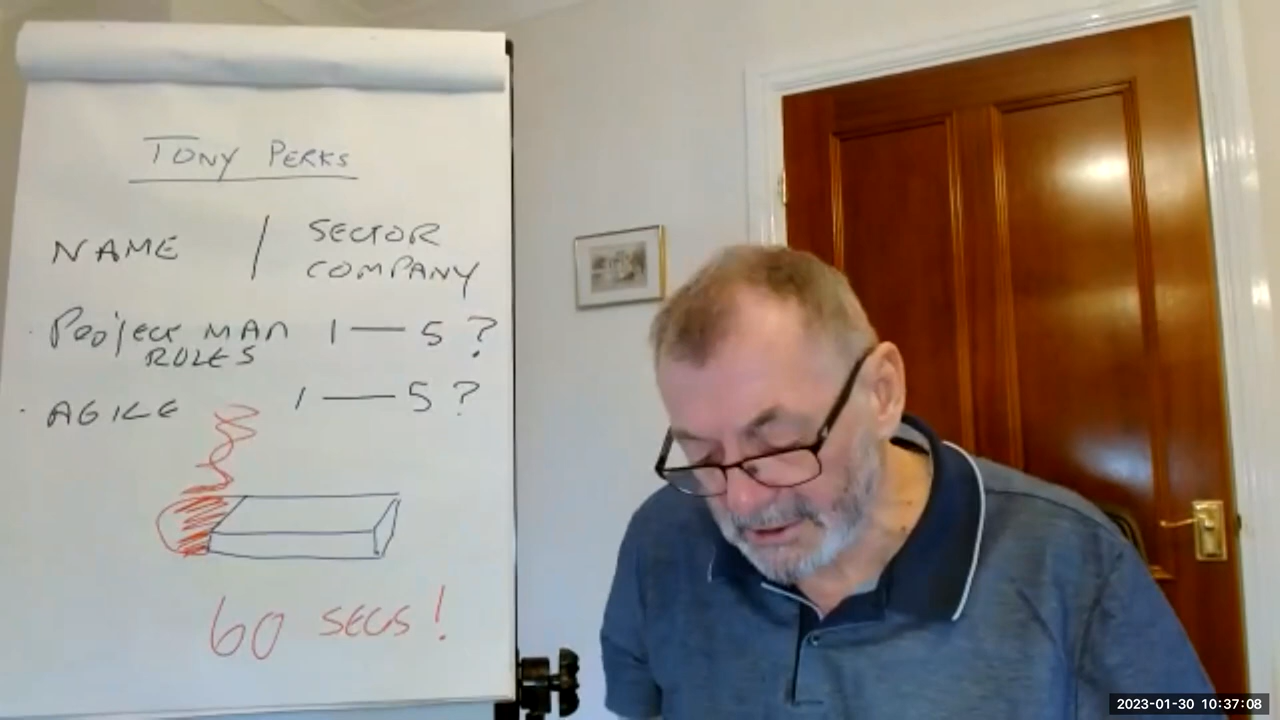 TONY PERKS
NAME | SECTOR
COMPANY
· Project MAN 1 — 5 ?
ROLES
· AGILE 1 — 5 ?
60 SECS!
2023-01-30 10:37:08